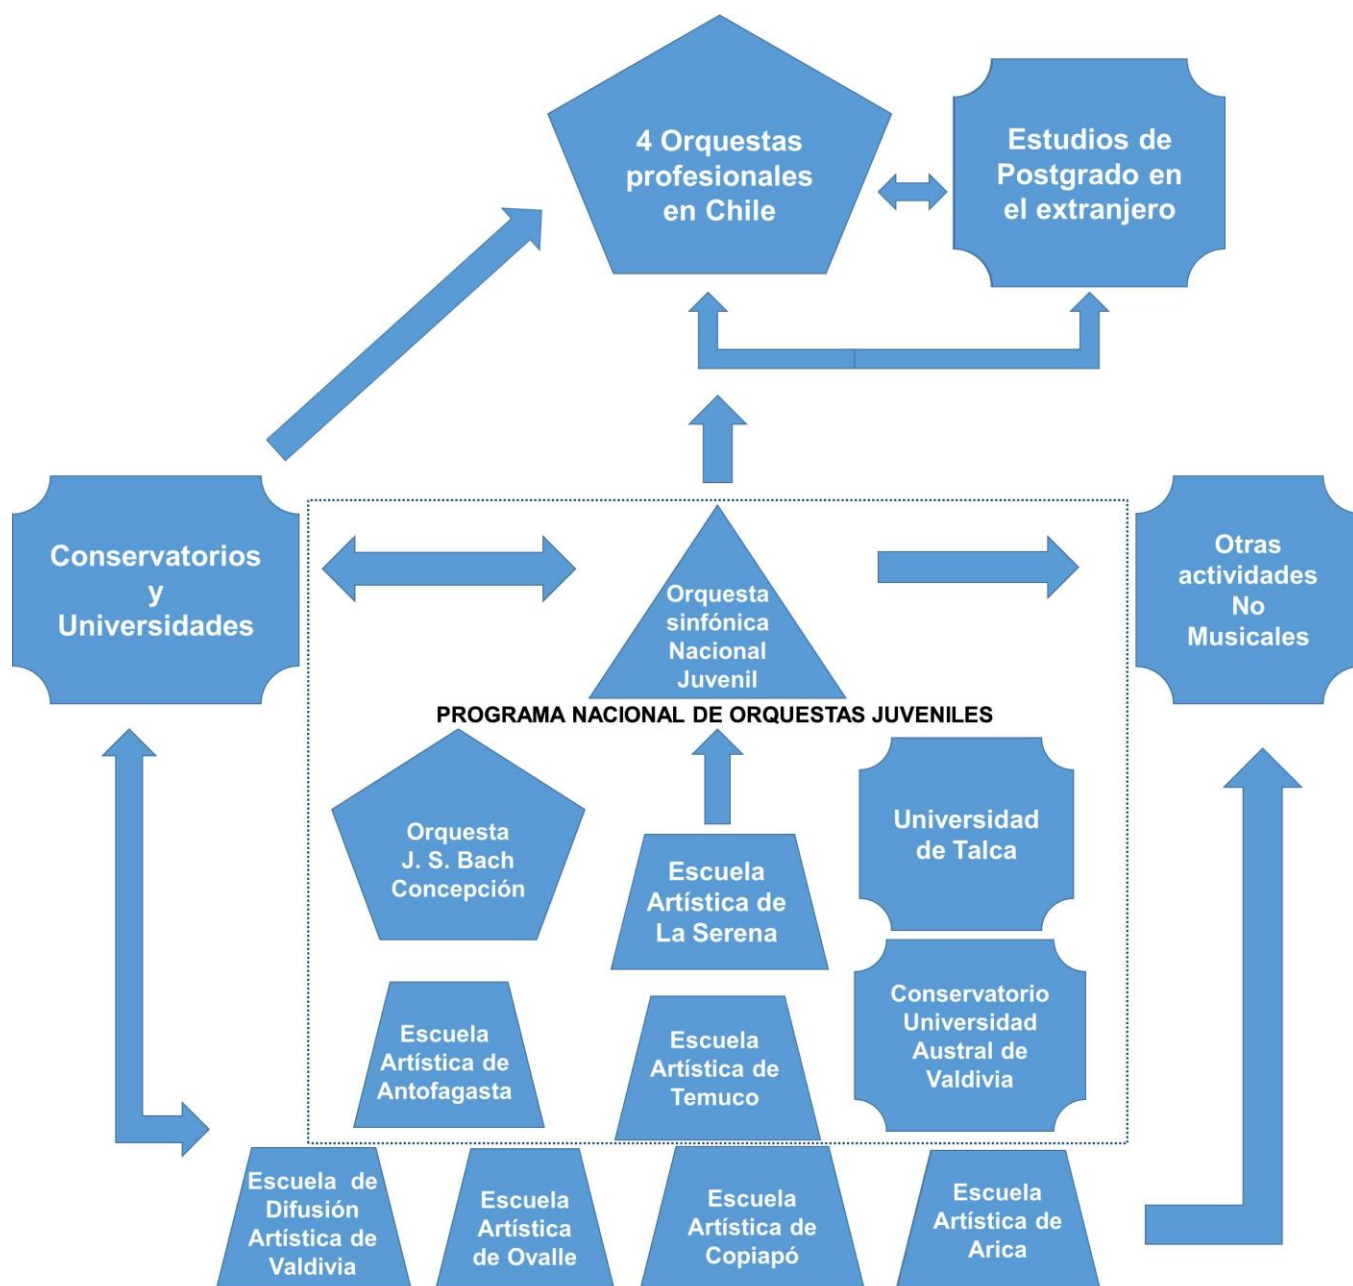 4 Orquestas
profesionales
en Chile
Estudios de
Postgrado en
el extranjero
Conservatorios
y
Universidades
Orquesta
sinfónica
Nacional
Juvenil
Otras
actividades
No
Musicales
PROGRAMA NACIONAL DE ORQUESTAS JUVENILES
Orquesta
J. S. Bach
Concepción
Escuela
Artística de
La Serena
Universidad
de Talca
Escuela
Artística de
Antofagasta
Escuela
Artística de
Temuco
Conservatorio
Universidad
Austral de
Valdivia
Escuela de
Difusión
Artística de
Valdivia
Escuela
Artística
de Ovalle
Escuela
Artística de
Copiapó
Escuela
Artística de
Arica